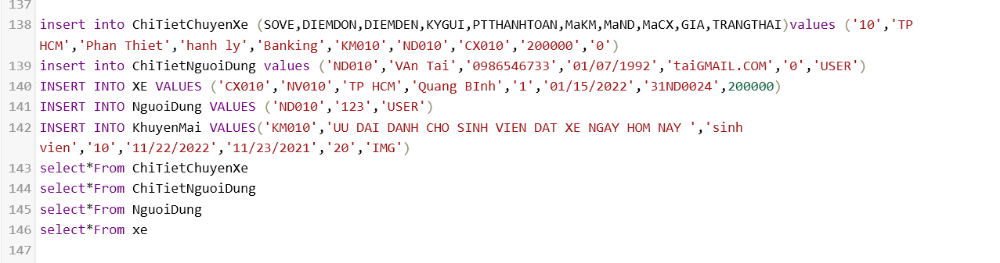 137
138 insert into ChiTietChuyenXe (SOVE,DIEMDON,DIEMDEN,KYGUI,PTTHANHTOAN,MaKM,MaND,MaCX,GIA,TRANGTHAI)values ('10','TP
HCM','Phan Thiet','hanh ly','Banking','KM010','ND010','CX010','200000','0')
139 insert into ChiTietNguoiDung values ('ND010','VAn Tai','0986546733','01/07/1992','taiGMAIL.COM','0','USER')
140 INSERT INTO XE VALUES ('CX010','NV010','TP HCM','Quang BInh','1','01/15/2022','31ND0024',200000)
141 INSERT INTO NguoiDung VALUES ('ND010','123','USER')
142 INSERT INTO KhuyenMai VALUES('KM010','UU DAI DANH CHO SINH VIEN DAT XE NGAY HOM NAY ','sinh
vien','10','11/22/2022','11/23/2021','20','IMG')
143 select*From ChiTietChuyenXe
144 select*From ChiTietNguoiDung
145 select*From NguoiDung
146 select*From xe
147